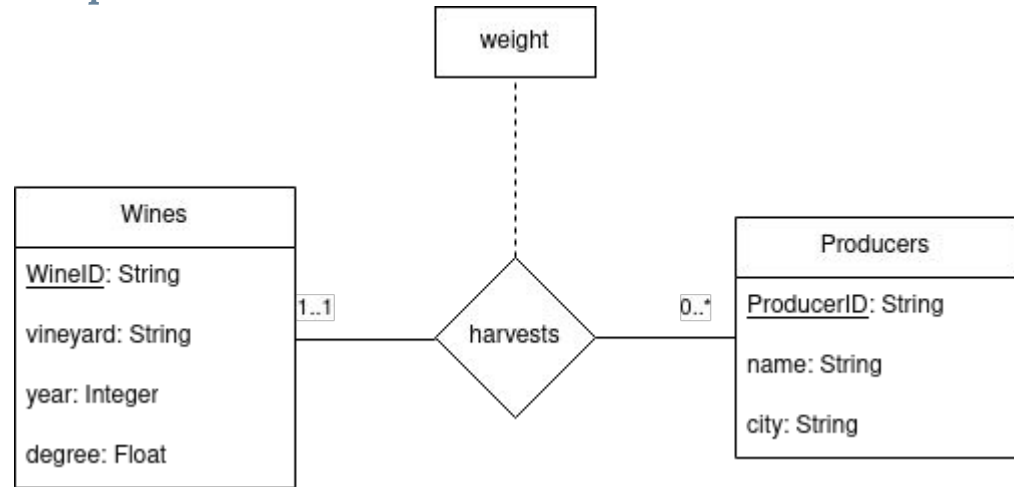 weight
Wines
WineID: String
vineyard: String
year: Integer
degree: Float
1..1
harvests
0..*
Producers
ProducerID: String
name: String
city: String